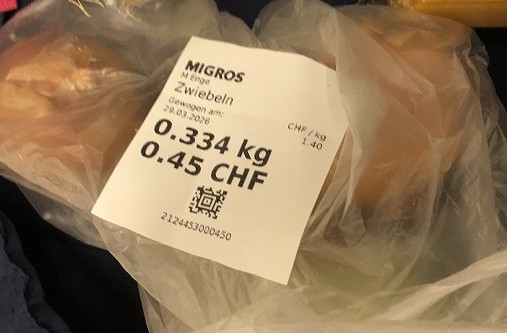 MIGROS
M Enge
Zwiebeln
Gewogen am:
29.03.2026
CHF / kg
1.40
0.334 kg
0.45 CHF
2124453000450